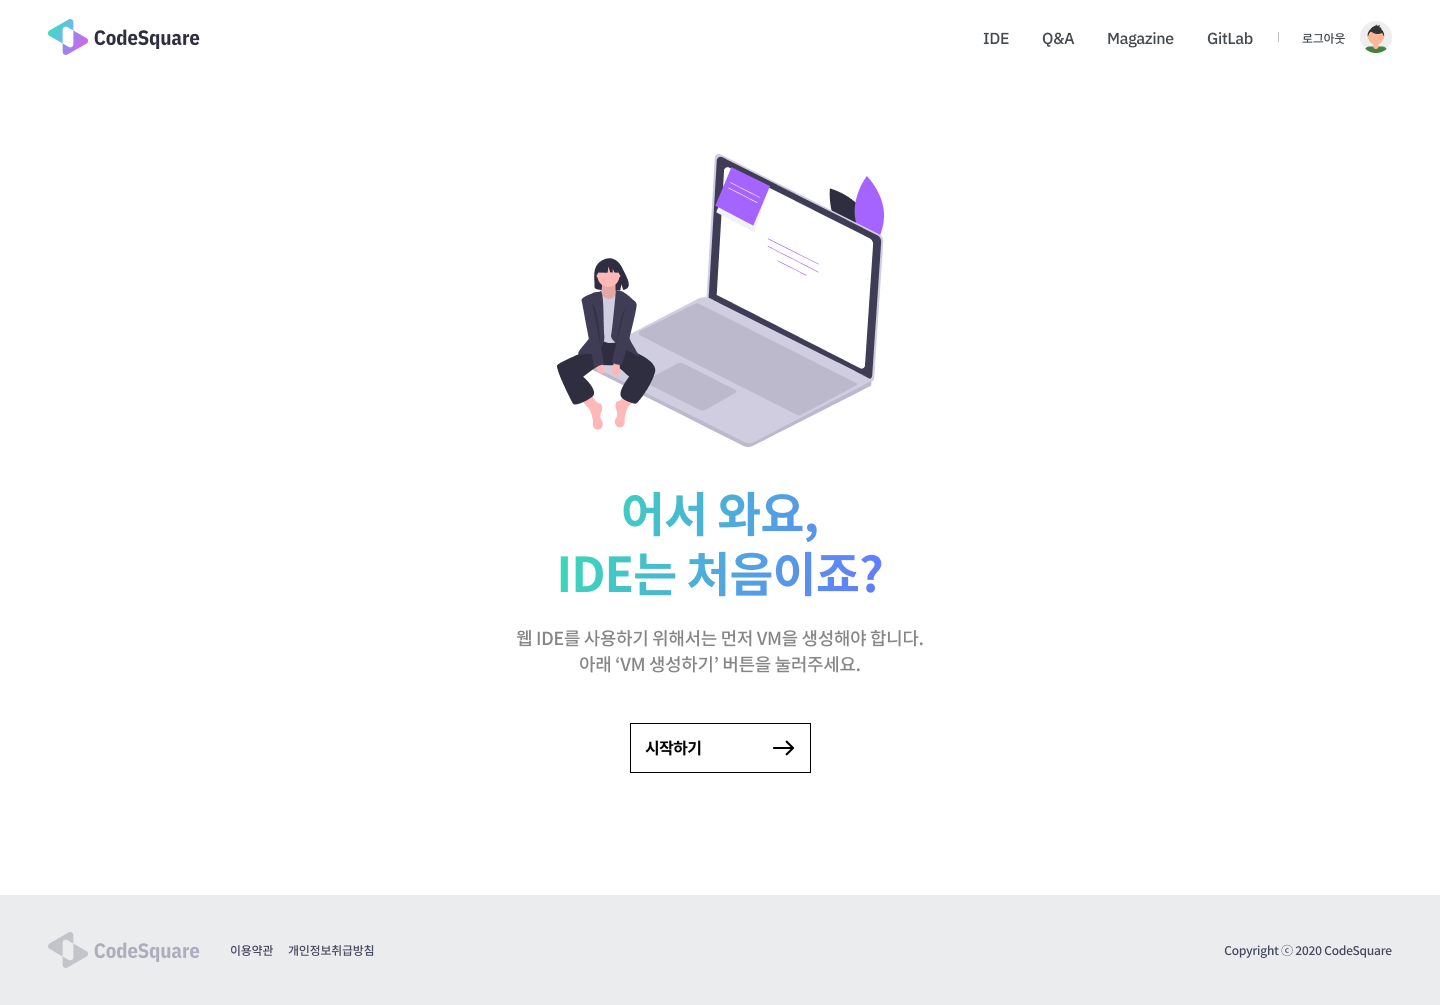 CodeSquare IDE Q&A Magazine GitLab 로그아웃
어서 와요,
IDE는 처음이죠?
웹 IDE를 사용하기 위해서는 먼저 VM을 생성해야 합니다.
아래 ‘VM 생성하기’ 버튼을 눌러주세요.
시작하기
CodeSquare 이용약관 개인정보취급방침 Copyright ⓒ 2020 CodeSquare